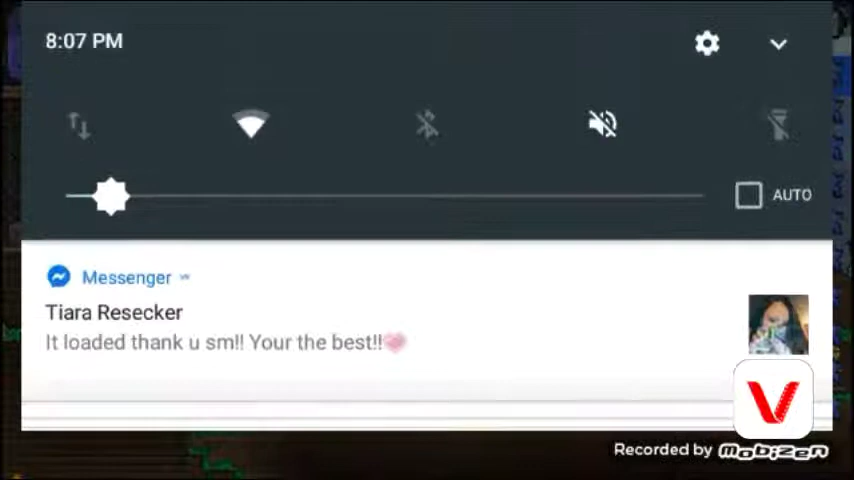 8:07 PM
AUTO
Messenger
Tiara Resecker
It loaded thank u sm!! Your the best!!
V
Recorded by mobizen